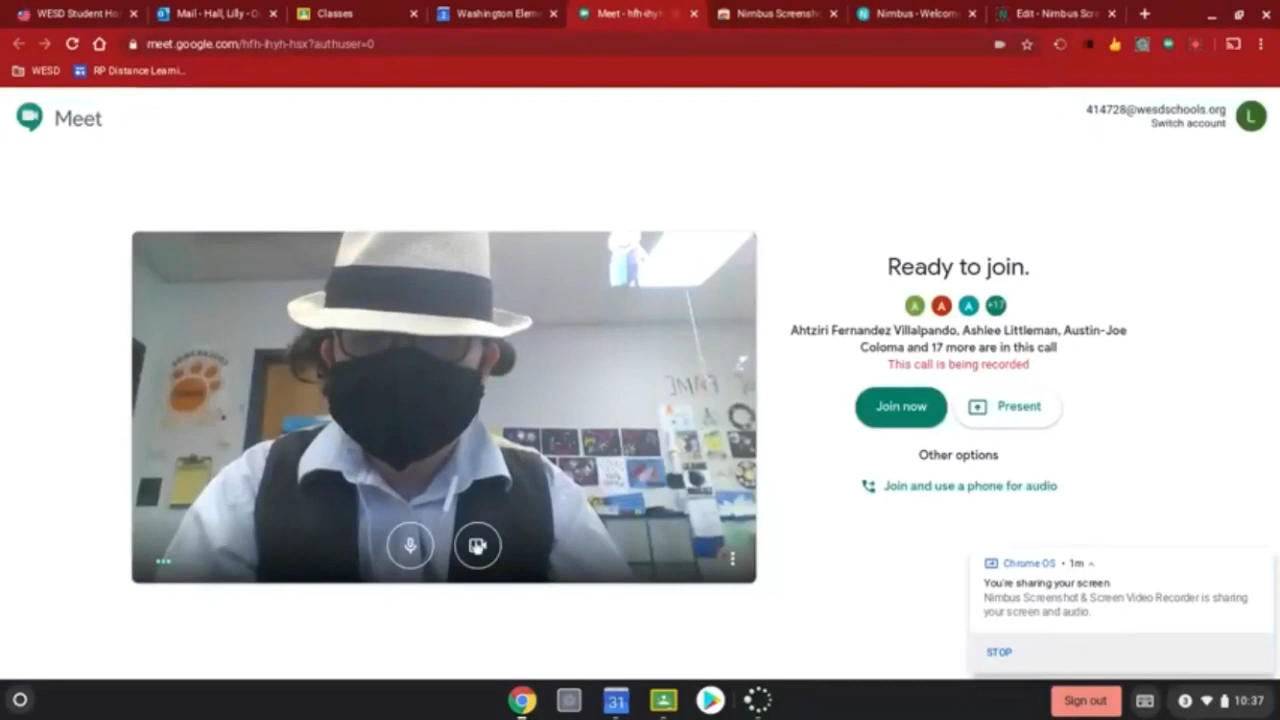 WESD Student Ho
Mail - Hall, Lilly - O
Classes
Washington Elem
Meet - hfh-ihyh
Nimbus Screensh
Nimbus - Welcom
Edit - Nimbus Scr
meet.google.com/hfh-ihyh-hsx?authuser=0
WESD
RP Distance Learni...
Meet
414728@wesdschools.org
Switch account
L
Ready to join.
A A A +17
Ahtziri Fernandez Villalpando, Ashlee Littleman, Austin-Joe
Coloma and 17 more are in this call
This call is being recorded
Join now
Present
Other options
Join and use a phone for audio
FAME
Chrome OS • 1m
You're sharing your screen
Nimbus Screenshot & Screen Video Recorder is sharing
your screen and audio.
STOP
31
Sign out
3
10:37